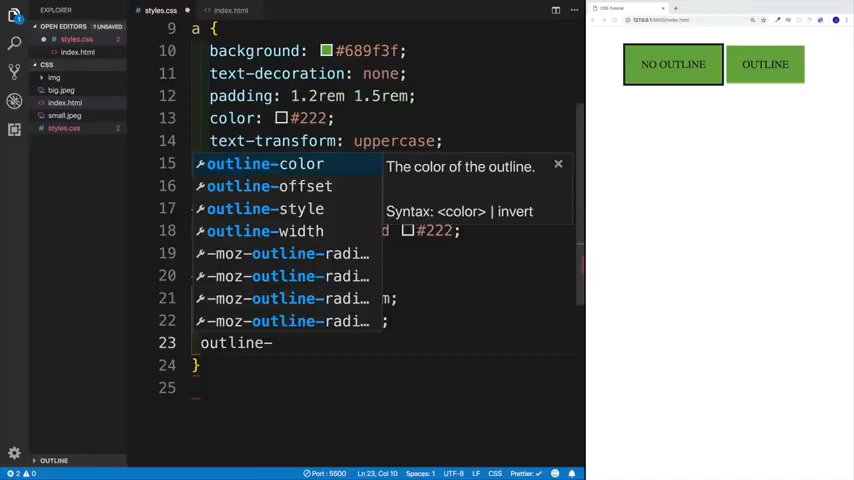 EXPLORER
OPEN EDITORS 1 UNSAVED
styles.css 2
index.html
CSS
img
big.jpeg
index.html
small.jpeg
styles.css 2
OUTLINE
styles.css
index.html
9 a {
10 background: #689f3f;
11 text-decoration: none;
12 padding: 1.2rem 1.5rem;
13 color: #222;
14 text-transform: uppercase;
15
16
17
18 d #222;
19
20
21 m;
22 ;
23 outline-
24 }
25
outline-color
outline-offset
outline-style
outline-width
-moz-outline-radi…
-moz-outline-radi…
-moz-outline-radi…
-moz-outline-radi…
The color of the outline.
Syntax: <color> | invert
CSS Tutorial
127.0.0.1:5500/index.html
NO OUTLINE
OUTLINE
2 0
Port : 5500
Ln 23, Col 10
Spaces: 1
UTF-8
LF
CSS
Prettier: ✓